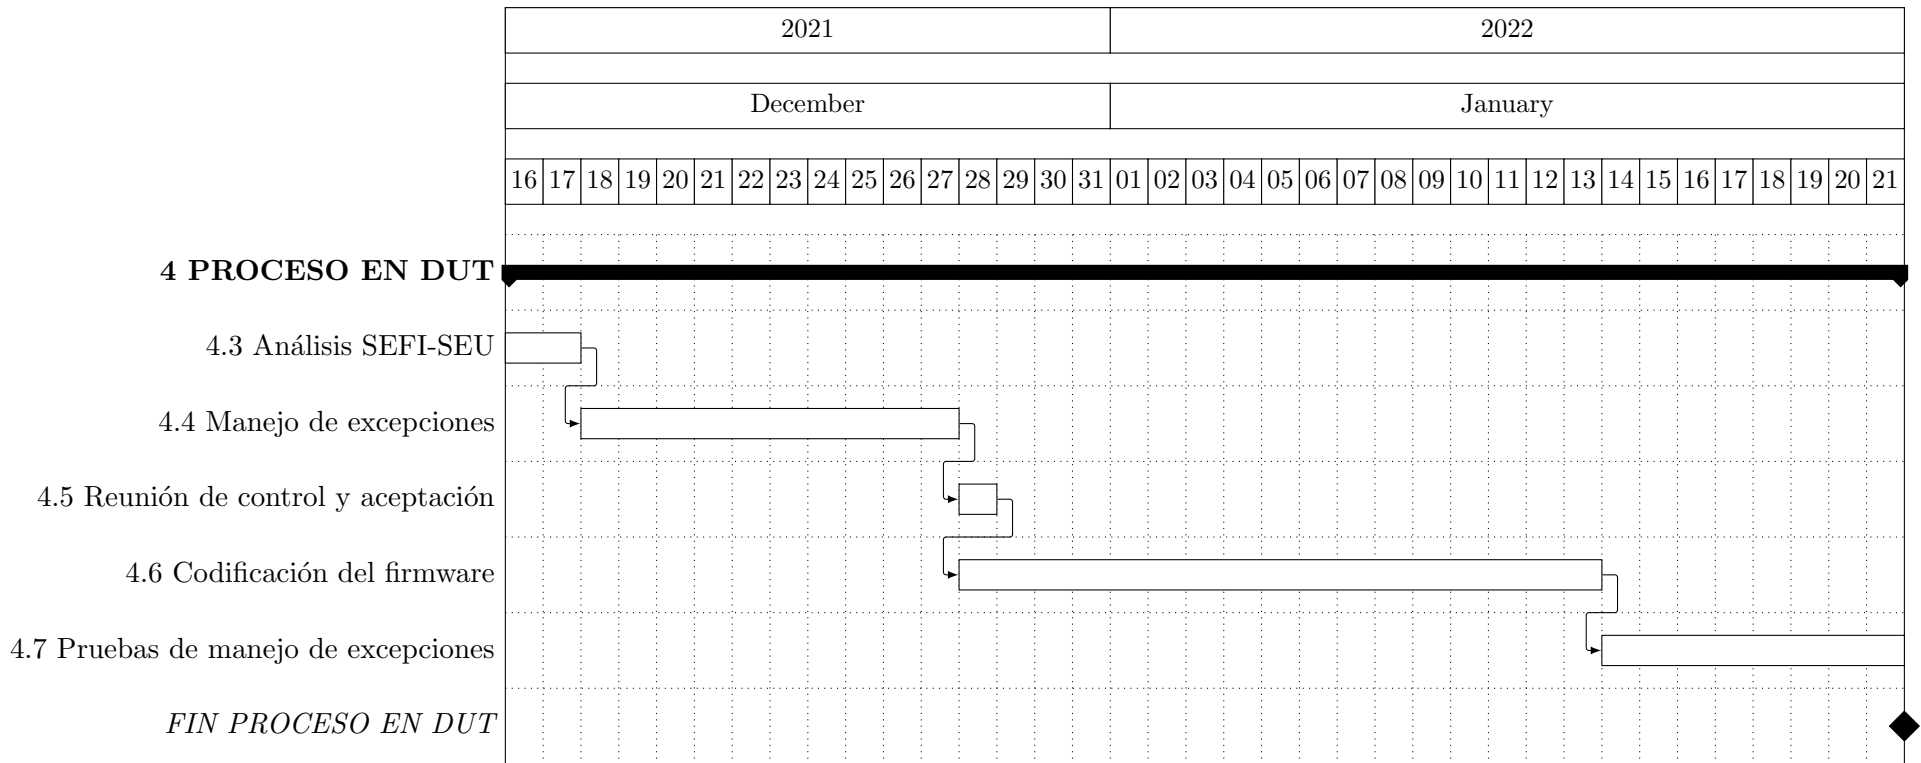 2021 2022
December January
16 17 18 19 20 21 22 23 24 25 26 27 28 29 30 31 01 02 03 04 05 06 07 08 09 10 11 12 13 14 15 16 17 18 19 20 21
4 PROCESO EN DUT
4.3 Análisis SEFI-SEU
4.4 Manejo de excepciones
4.5 Reunión de control y aceptación
4.6 Codificación del firmware
4.7 Pruebas de manejo de excepciones
FIN PROCESO EN DUT